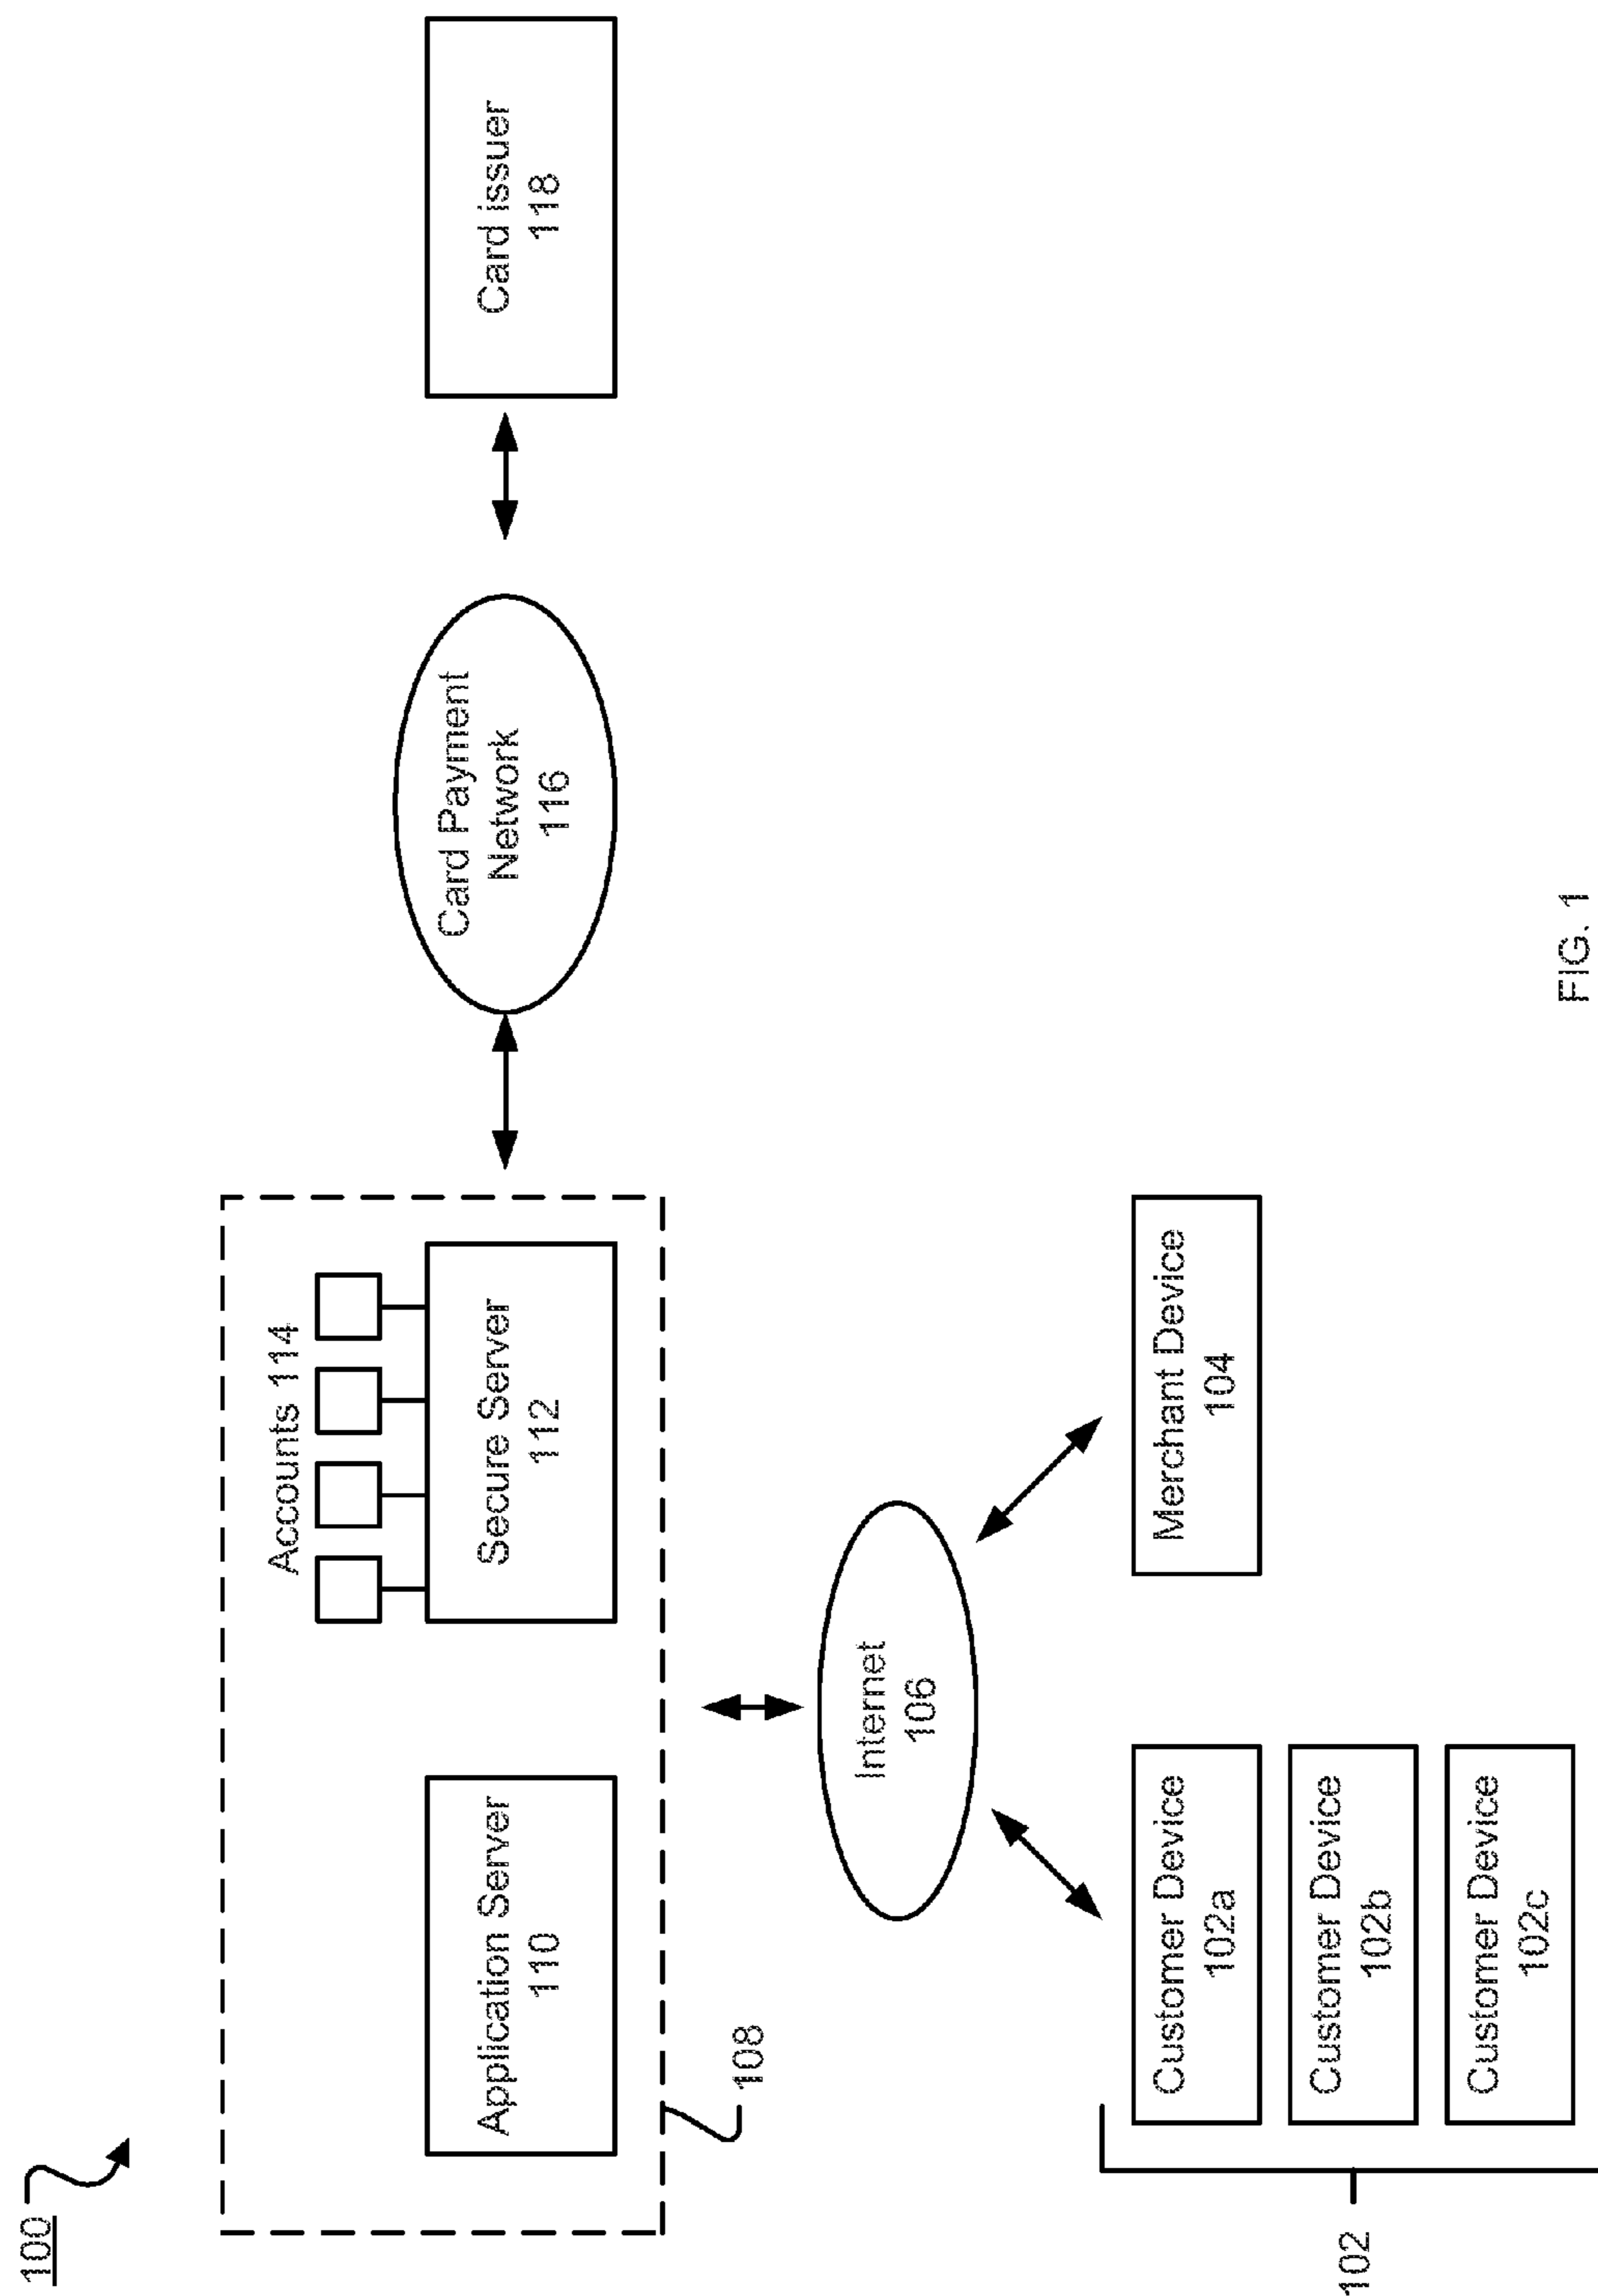 100
Accounts 114
Application Server
110
Secure Server
112
Card Payment
Network
116
Card issuer
118
108
Internet
106
Customer Device
102a
Merchant Device
104
Customer Device
102b
Customer Device
102c
102
FIG. 1